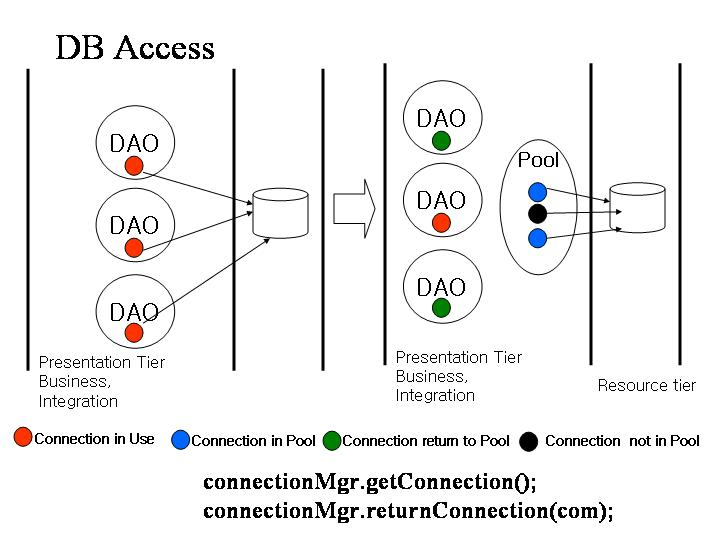 DB Access
DAO
DAO
DAO
Presentation Tier
Business,
Integration
DAO
DAO
DAO
Pool
Presentation Tier
Business,
Integration
Resource tier
Connection in Use
Connection in Pool
Connection return to Pool
Connection not in Pool
connectionMgr.getConnection();
connectionMgr.returnConnection(com);